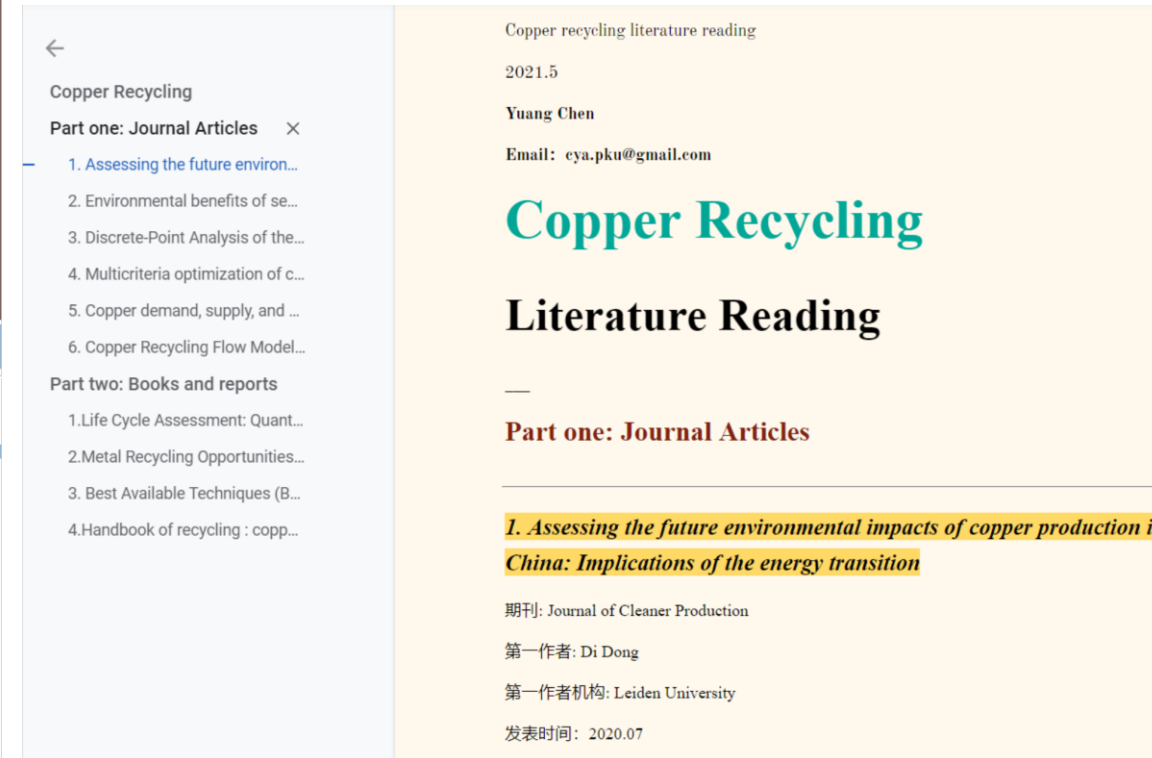 Copper Recycling
Part one: Journal Articles
1. Assessing the future environ...
2. Environmental benefits of se...
3. Discrete-Point Analysis of the...
4. Multicriteria optimization of c...
5. Copper demand, supply, and ...
6. Copper Recycling Flow Model...
Part two: Books and reports
1.Life Cycle Assessment: Quant...
2.Metal Recycling Opportunities...
3. Best Available Techniques (B...
4.Handbook of recycling : copp...
Copper recycling literature reading
2021.5
Yuang Chen
Email：cya.pku@gmail.com
Copper Recycling
Literature Reading
Part one: Journal Articles
1. Assessing the future environmental impacts of copper production i
China: Implications of the energy transition
期刊: Journal of Cleaner Production
第一作者: Di Dong
第一作者机构: Leiden University
发表时间：2020.07